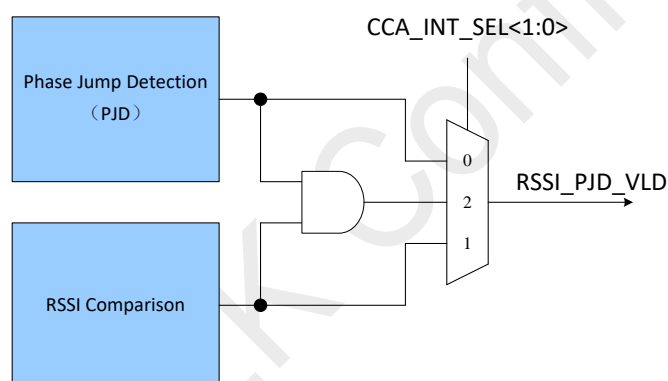 CCA_INT_SEL<1:0>
Phase Jump Detection
（PJD）
0
RSSI_PJD_VLD
2
1
RSSI Comparison